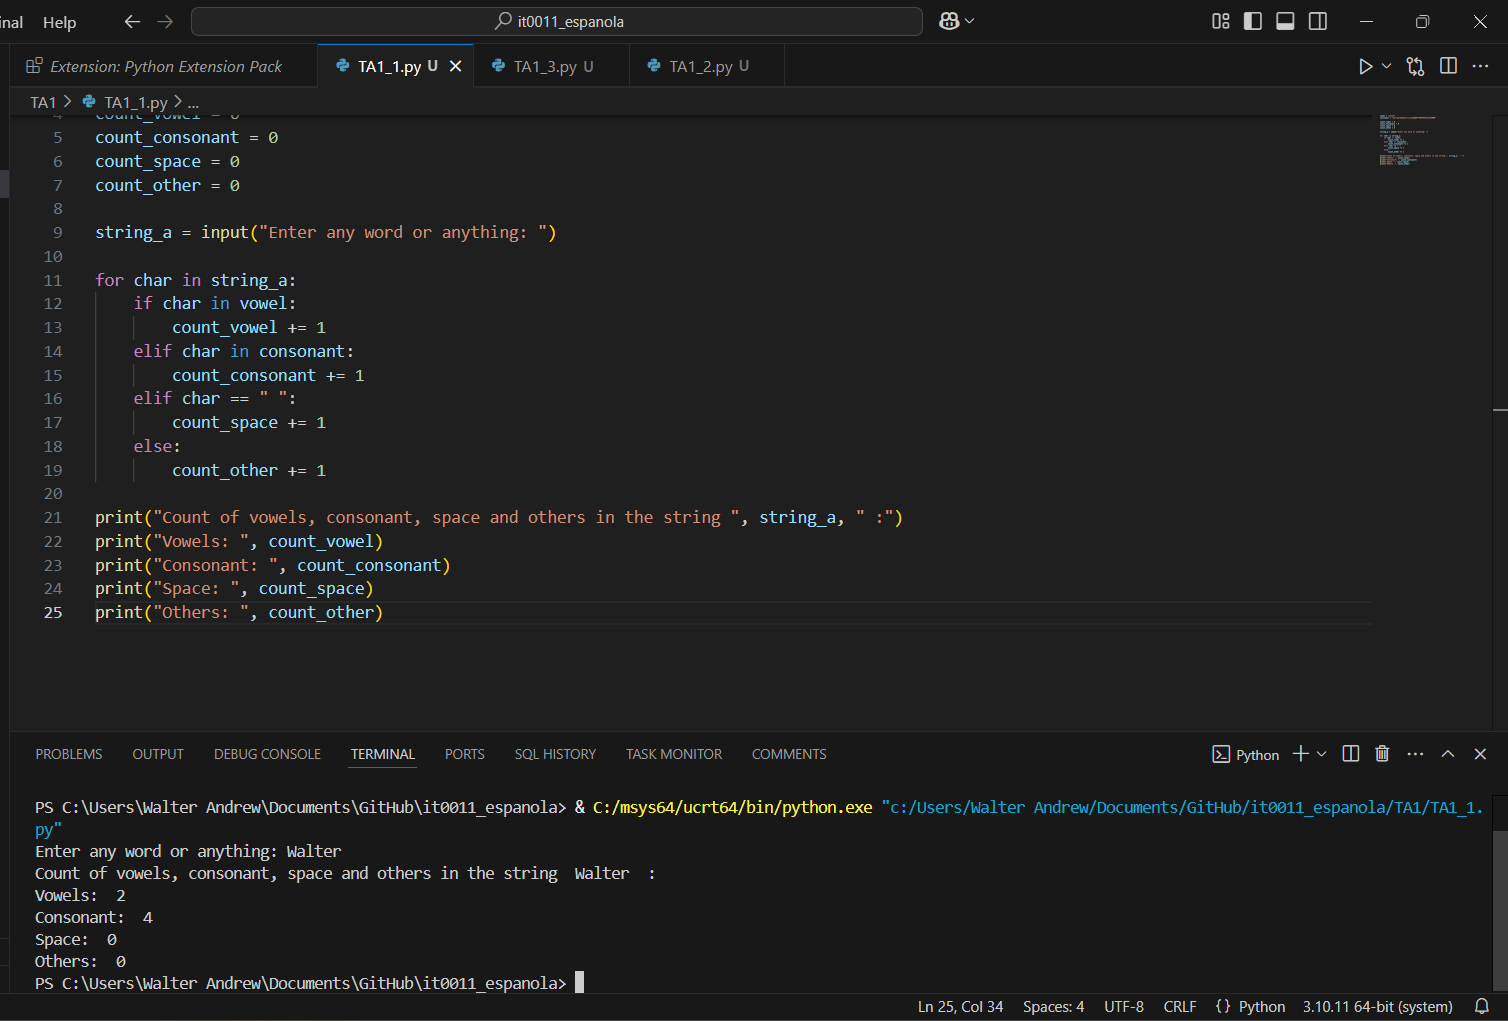 Help
it0011_espanola
Extension: Python Extension Pack
TA1_1.py U
TA1_3.py U
TA1_2.py U
TA1 > TA1_1.py > ...
4 count_vowel = 0
5 count_consonant = 0
6 count_space = 0
7 count_other = 0
8
9 string_a = input("Enter any word or anything: ")
10
11 for char in string_a:
12 if char in vowel:
13 count_vowel += 1
14 elif char in consonant:
15 count_consonant += 1
16 elif char == " ":
17 count_space += 1
18 else:
19 count_other += 1
20
21 print("Count of vowels, consonant, space and others in the string ", string_a, " :")
22 print("Vowels: ", count_vowel)
23 print("Consonant: ", count_consonant)
24 print("Space: ", count_space)
25 print("Others: ", count_other)
PROBLEMS OUTPUT DEBUG CONSOLE TERMINAL PORTS SQL HISTORY TASK MONITOR COMMENTS Python
PS C:\Users\Walter Andrew\Documents\GitHub\it0011_espanola> & C:/msys64/ucrt64/bin/python.exe "c:/Users/Walter Andrew/Documents/GitHub/it0011_espanola/TA1/TA1_1.
py"
Enter any word or anything: Walter
Count of vowels, consonant, space and others in the string  Walter  :
Vowels:  2
Consonant:  4
Space:  0
Others:  0
PS C:\Users\Walter Andrew\Documents\GitHub\it0011_espanola>
Ln 25, Col 34 Spaces: 4 UTF-8 CRLF {} Python 3.10.11 64-bit (system)